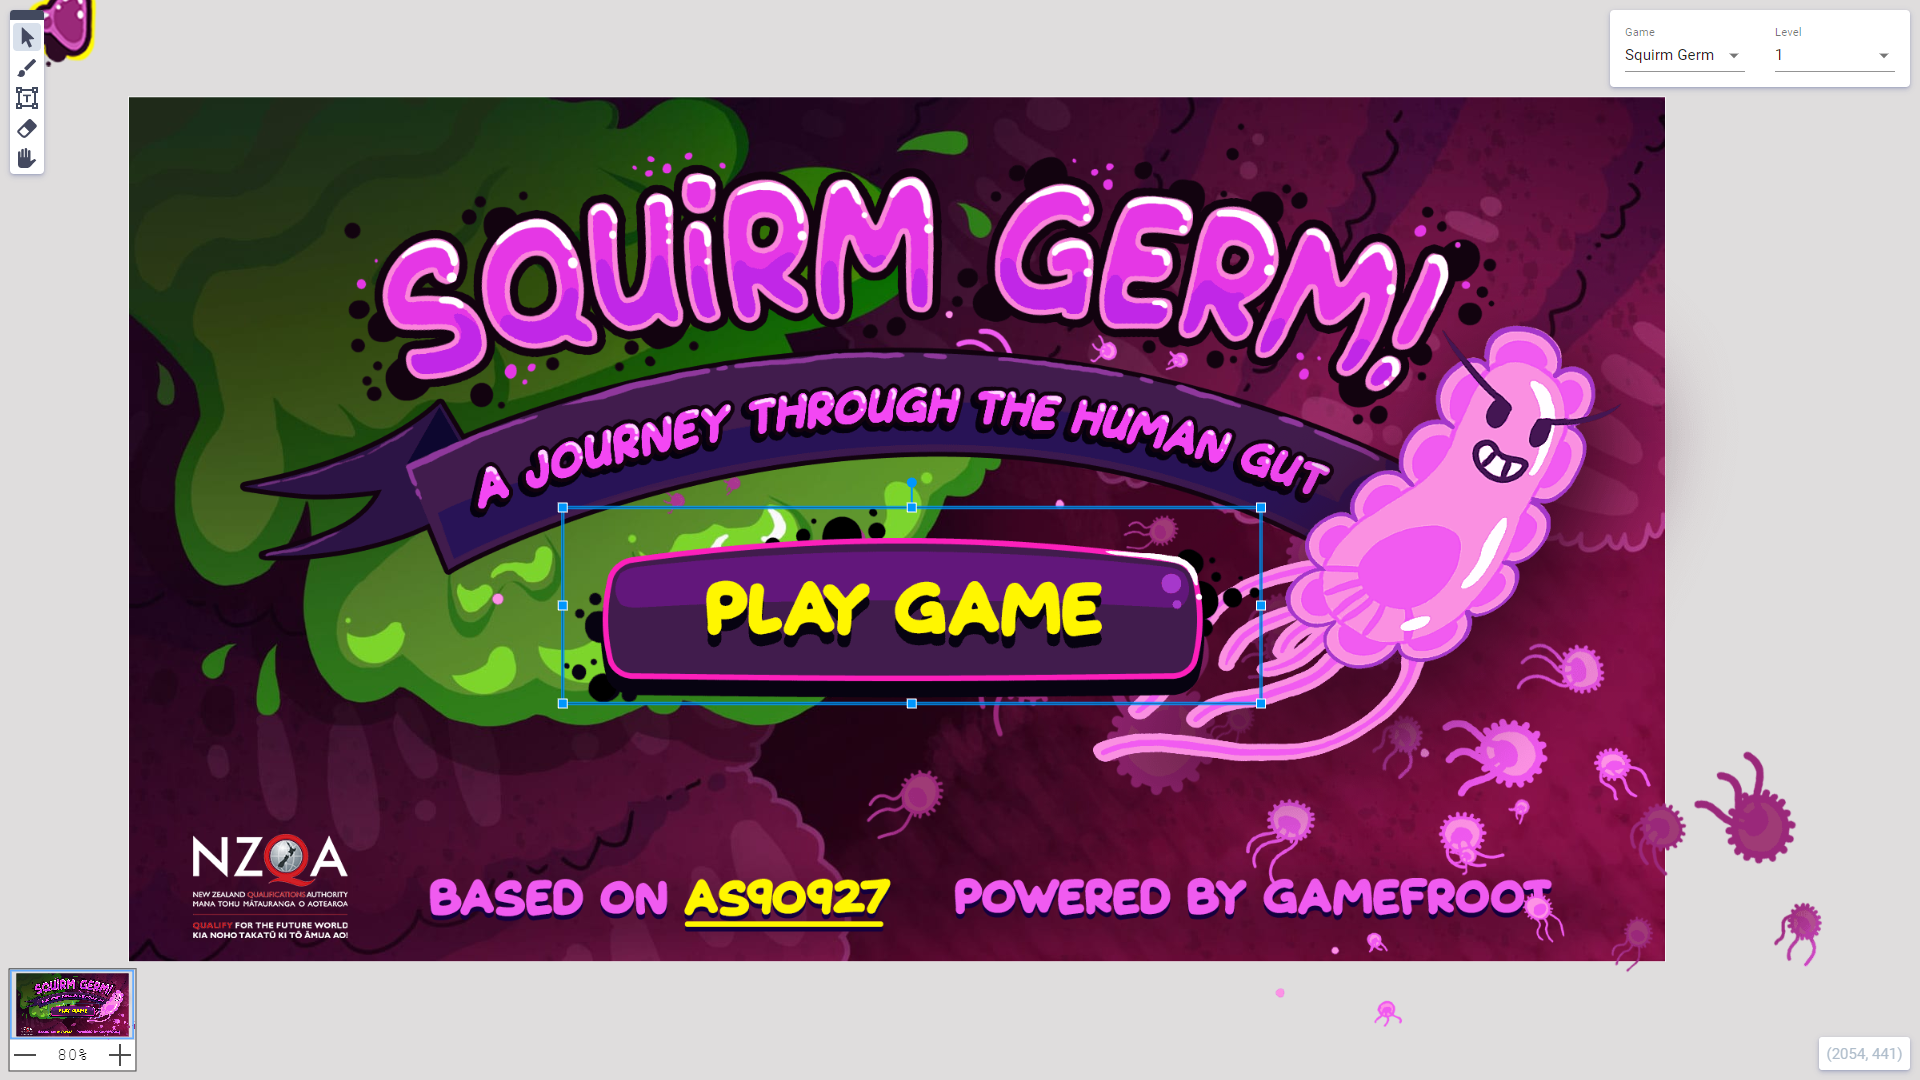 Game
Squirm Germ
Level
1
SQUiRM GERM!
A JOURNEY THROUGH THE HUMAN GUT
PLAY GAME
NZQA
NEW ZEALAND QUALIFICATIONS AUTHORITY
MANA TOHU MĀTAURANGA O AOTEAROA
QUALIFY FOR THE FUTURE WORLD
KIA NOHO TAKATŪ KI TŌ ĀMUA AO!
BASED ON AS90927
POWERED BY GAMEFROOT
T
80%
(2054, 441)